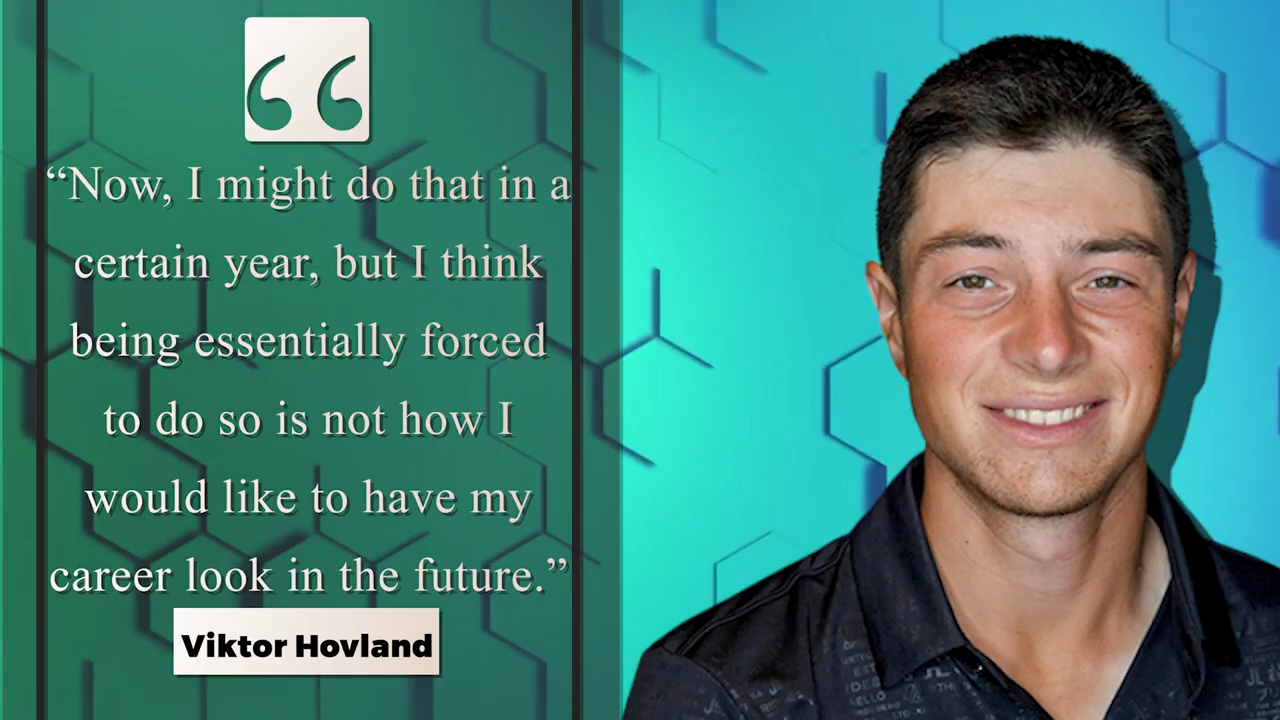 “Now, I might do that in a
certain year, but I think
being essentially forced
to do so is not how I
would like to have my
career look in the future.”
Viktor Hovland